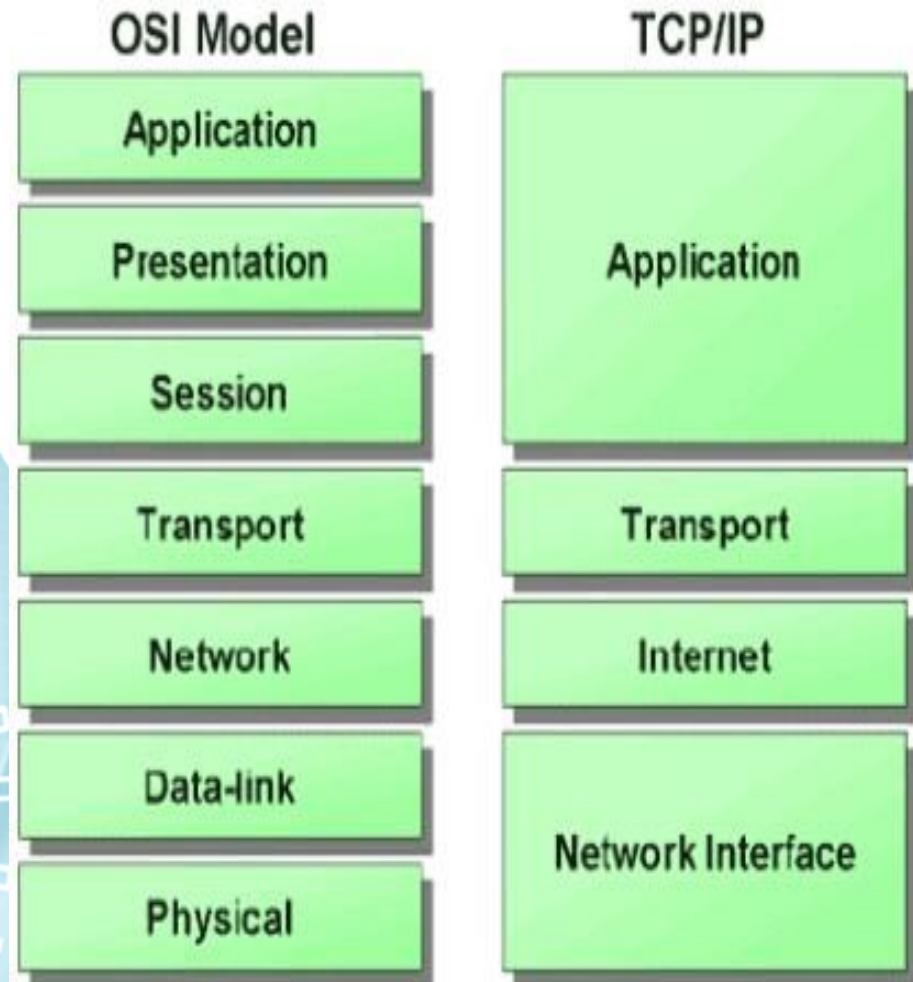 OSI Model
Application
Presentation
Session
Transport
Network
Data-link
Physical
TCP/IP
Application
Transport
Internet
Network Interface